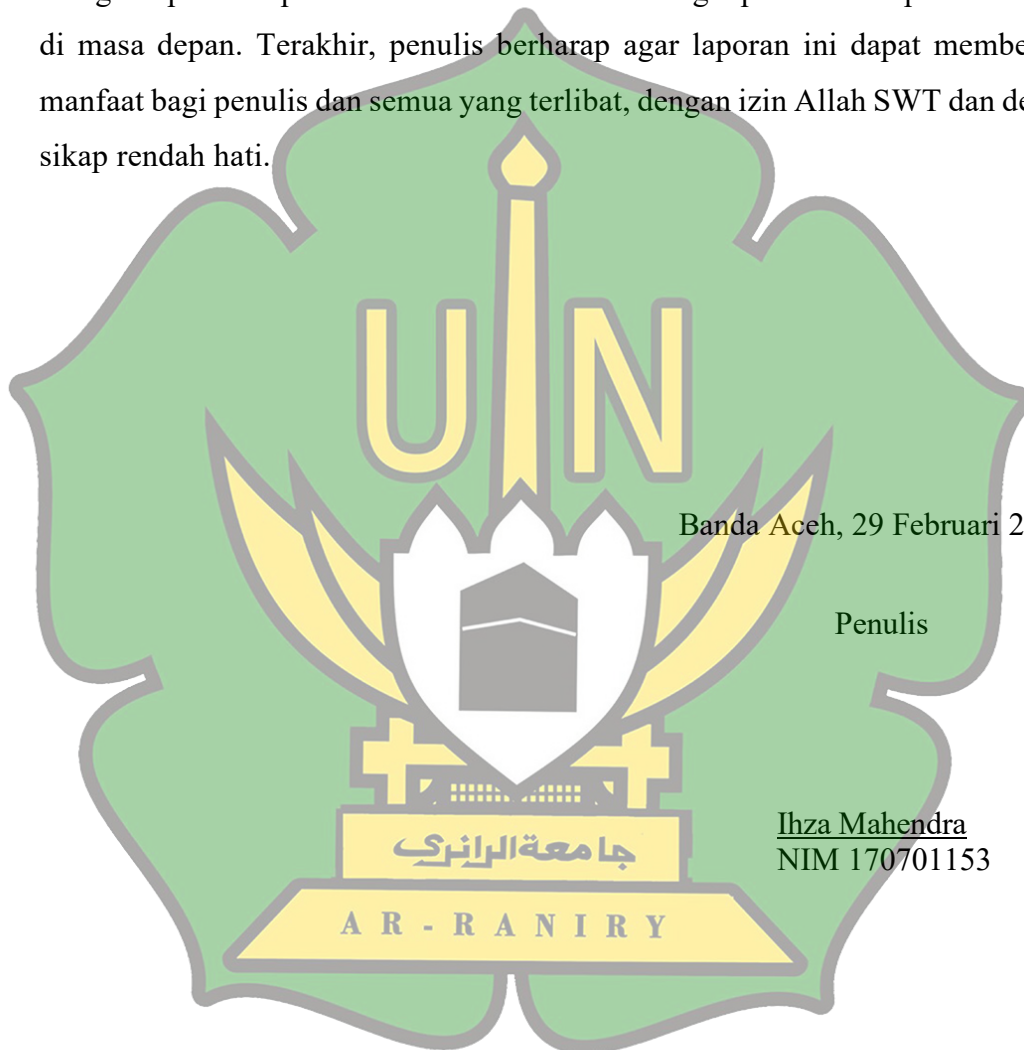 di masa depan. Terakhir, penulis berharap agar laporan ini dapat membe
manfaat bagi penulis dan semua yang terlibat, dengan izin Allah SWT dan de
sikap rendah hati.
UIN
Banda Aceh, 29 Februari 2
Penulis
Ihza Mahendra
NIM 170701153
جامعة الرانري
AR-RANIRY